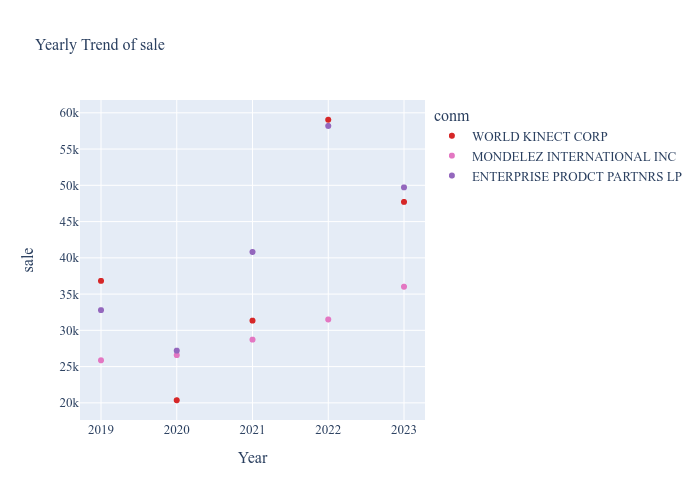 Yearly Trend of sale
60k
55k
50k
45k
40k
35k
30k
25k
20k
sale
2019 2020 2021 2022 2023
Year
conm
WORLD KINECT CORP
MONDELEZ INTERNATIONAL INC
ENTERPRISE PRODCT PARTNRS LP